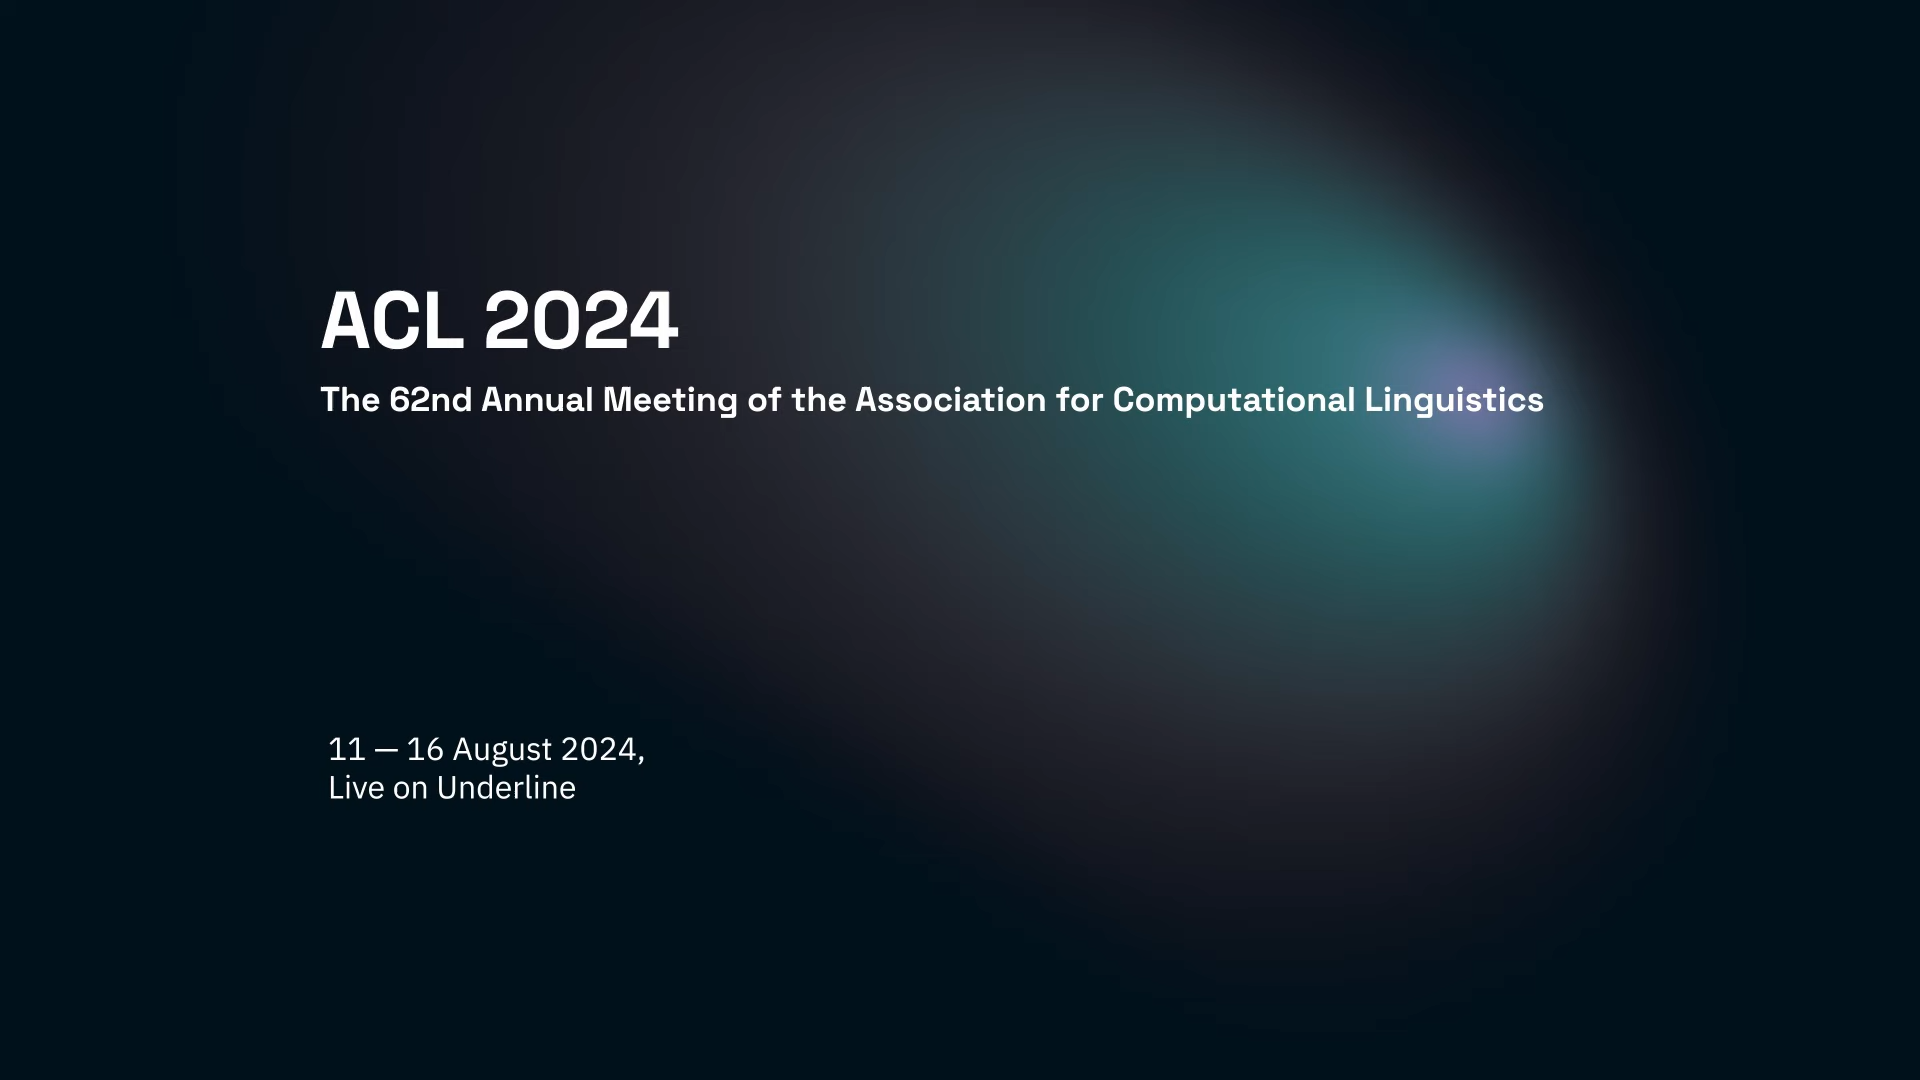 ACL 2024
The 62nd Annual Meeting of the Association for Computational Linguistics
11 — 16 August 2024,
Live on Underline